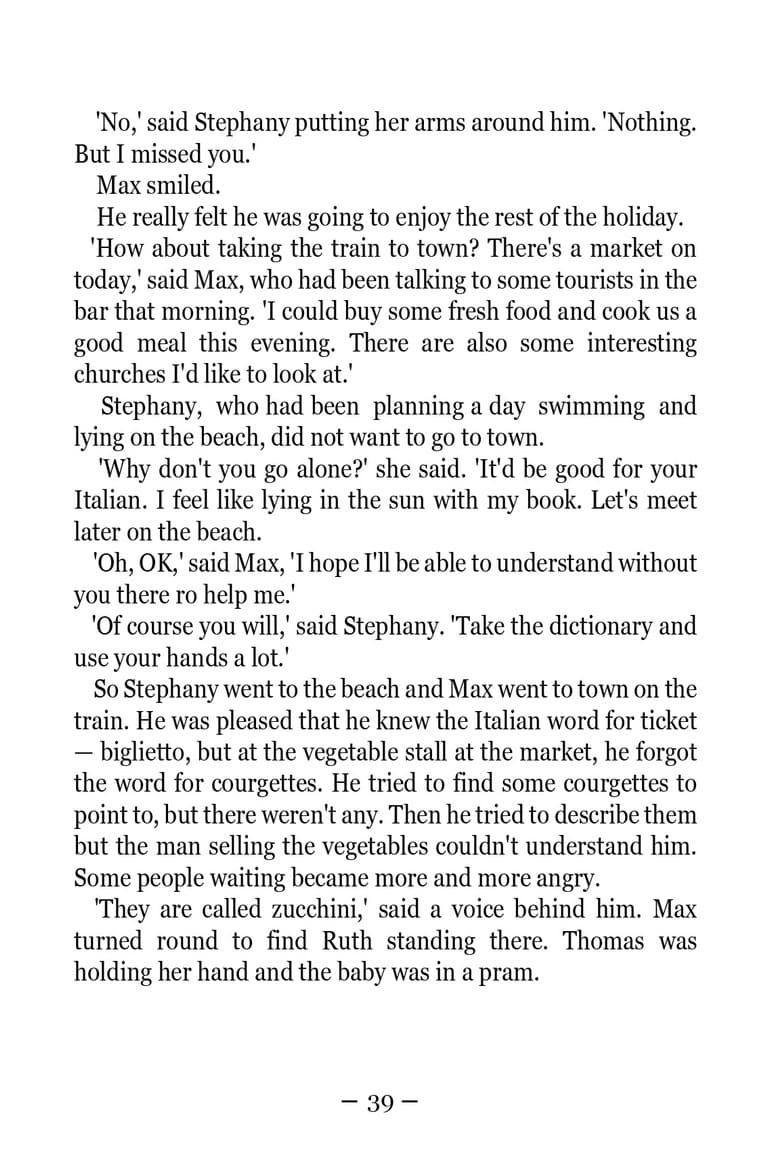 'No,' said Stephany putting her arms around him. 'Nothing.
But I missed you.'
Max smiled.
He really felt he was going to enjoy the rest of the holiday.
'How about taking the train to town? There's a market on
today,' said Max, who had been talking to some tourists in the
bar that morning. 'I could buy some fresh food and cook us a
good meal this evening. There are also some interesting
churches I'd like to look at.'
Stephany, who had been planning a day swimming and
lying on the beach, did not want to go to town.
'Why don't you go alone?' she said. 'It'd be good for your
Italian. I feel like lying in the sun with my book. Let's meet
later on the beach.
'Oh, OK,' said Max, 'I hope I'll be able to understand without
you there ro help me.'
'Of course you will,' said Stephany. 'Take the dictionary and
use your hands a lot.'
So Stephany went to the beach and Max went to town on the
train. He was pleased that he knew the Italian word for ticket
— biglietto, but at the vegetable stall at the market, he forgot
the word for courgettes. He tried to find some courgettes to
point to, but there weren't any. Then he tried to describe them
but the man selling the vegetables couldn't understand him.
Some people waiting became more and more angry.
'They are called zucchini,' said a voice behind him. Max
turned round to find Ruth standing there. Thomas was
holding her hand and the baby was in a pram.
— 39 —